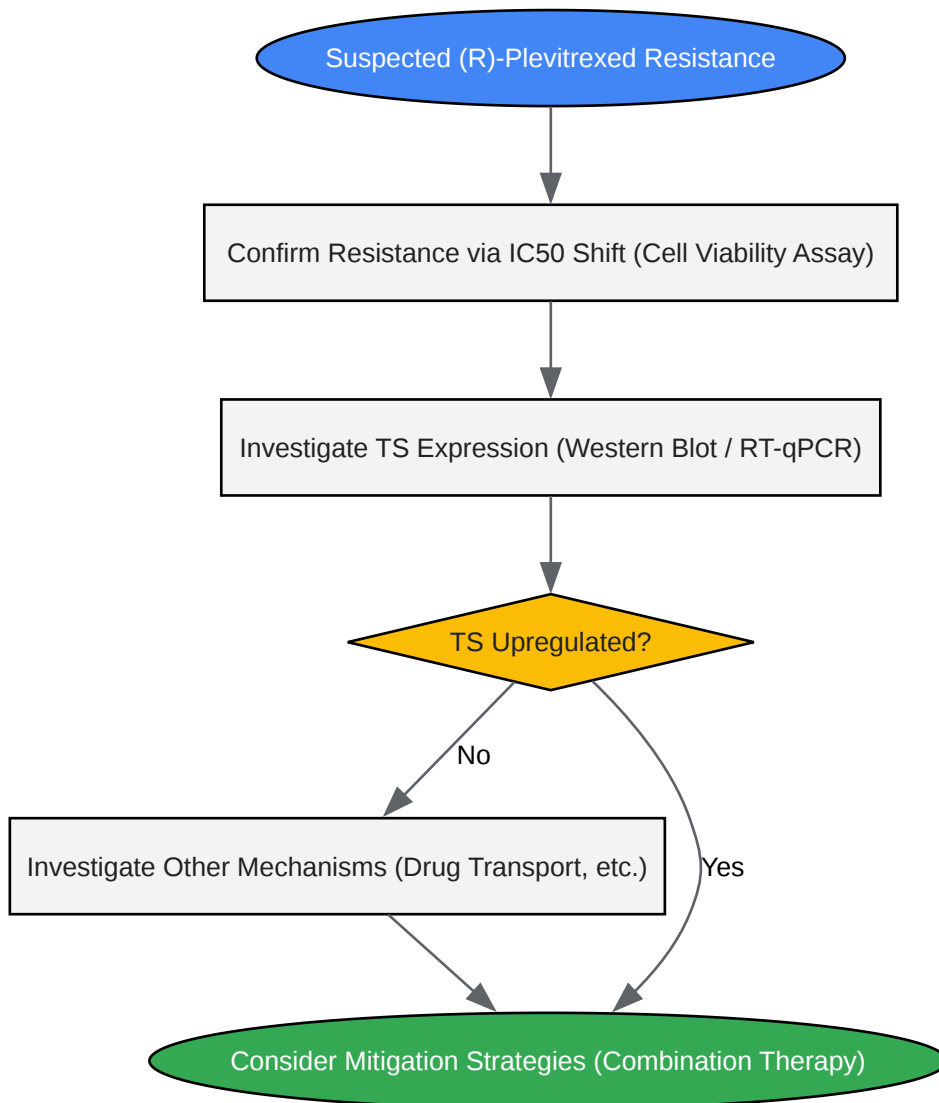 Suspected (R)-Plevitrexed Resistance
Confirm Resistance via IC50 Shift (Cell Viability Assay)
Investigate TS Expression (Western Blot / RT-qPCR)
TS Upregulated?
No
Investigate Other Mechanisms (Drug Transport, etc.)
Yes
Consider Mitigation Strategies (Combination Therapy)